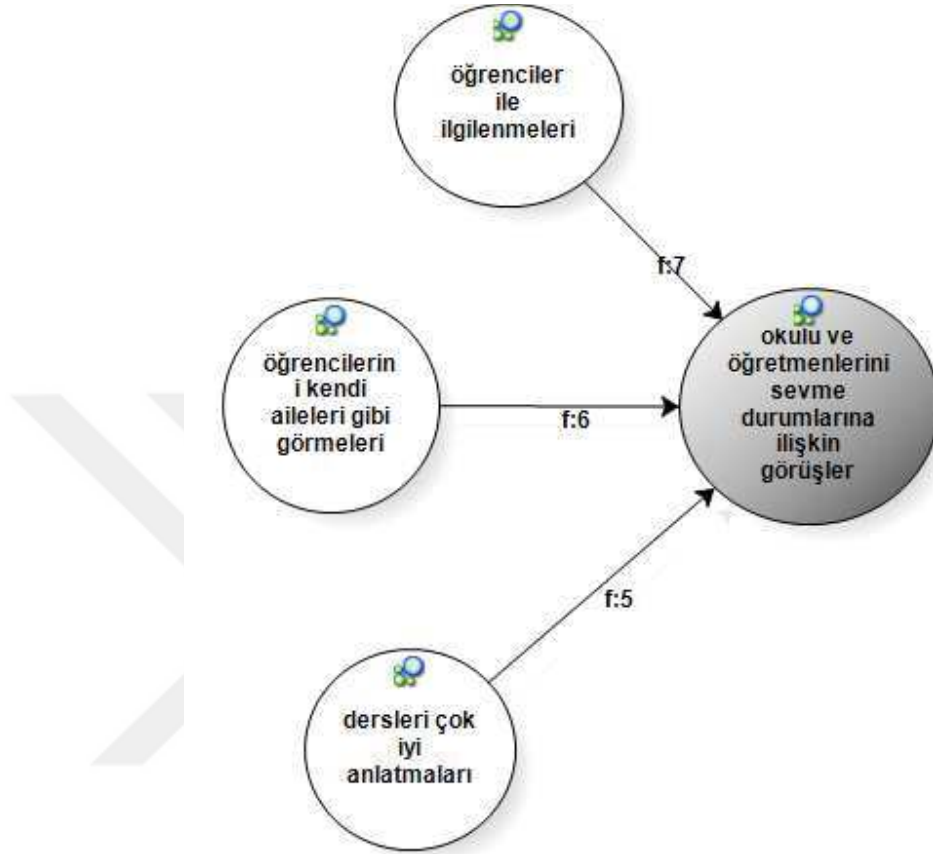 öğrenciler
ile
ilgilenmeleri
f:7
öğrencilerin
i kendi
aileleri gibi
görmeleri
f:6
okulu ve
öğretmenlerini
sevme
durumlarına
ilişkin
görüşler
f:5
dersleri çok
iyi
anlatmaları